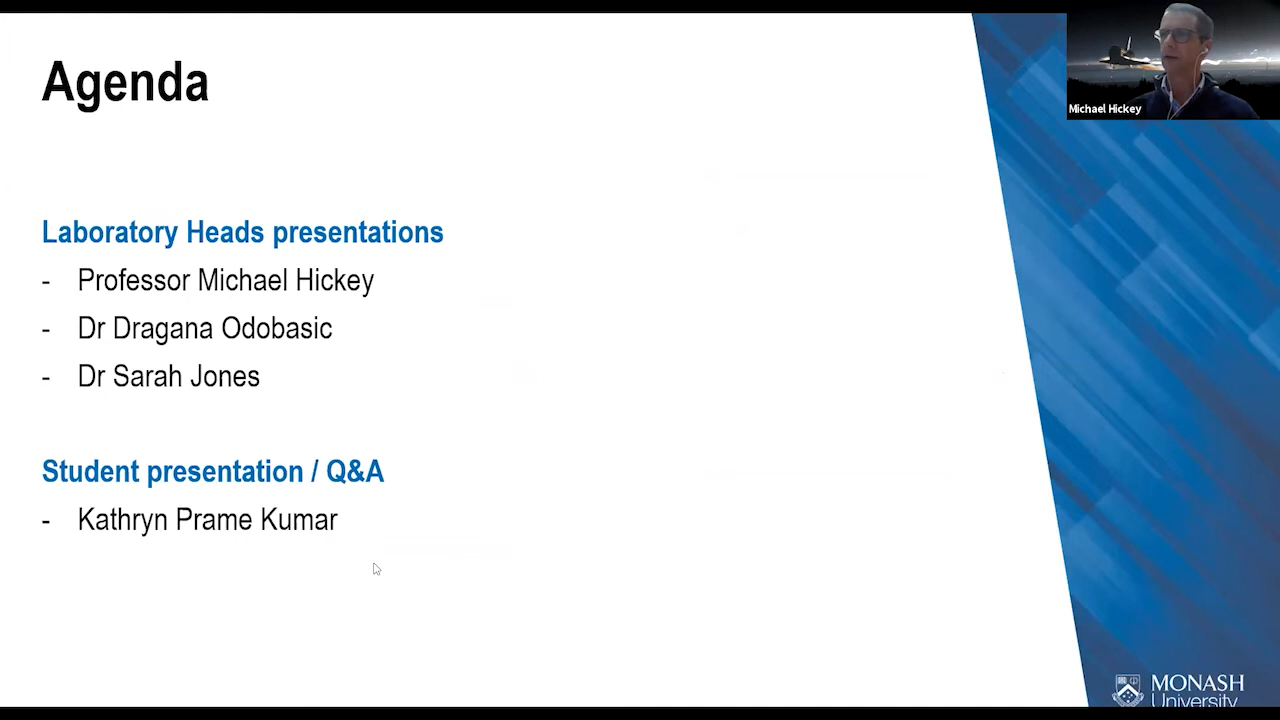 Agenda
Michael Hickey
Laboratory Heads presentations
- Professor Michael Hickey
- Dr Dragana Odobasic
- Dr Sarah Jones
Student presentation / Q&A
- Kathryn Prame Kumar
MONASH
University